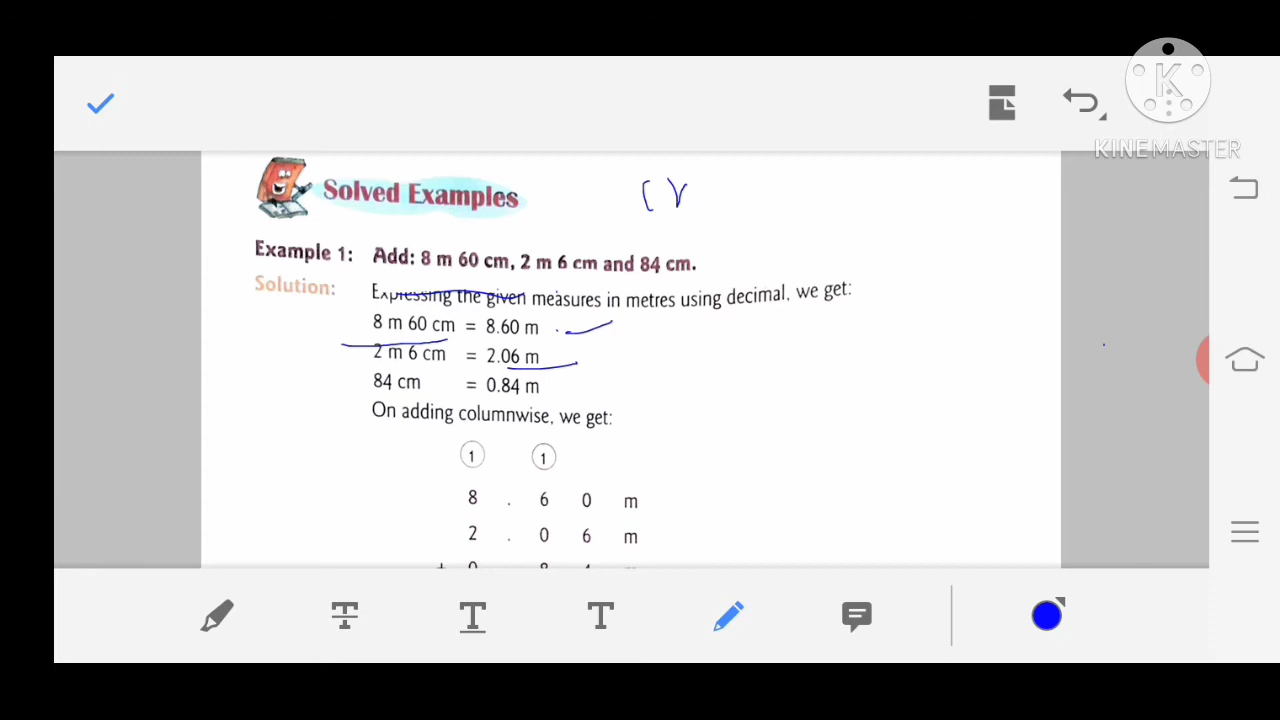 K
KINEMASTER
Solved Examples
Example 1: Add: 8 m 60 cm, 2 m 6 cm and 84 cm.
Solution: Expressing the given measures in metres using decimal, we get:
8 m 60 cm = 8.60 m
2 m 6 cm = 2.06 m
84 cm = 0.84 m
On adding columnwise, we get:
1 1
8 . 6 0 m
2 . 0 6 m
T T T